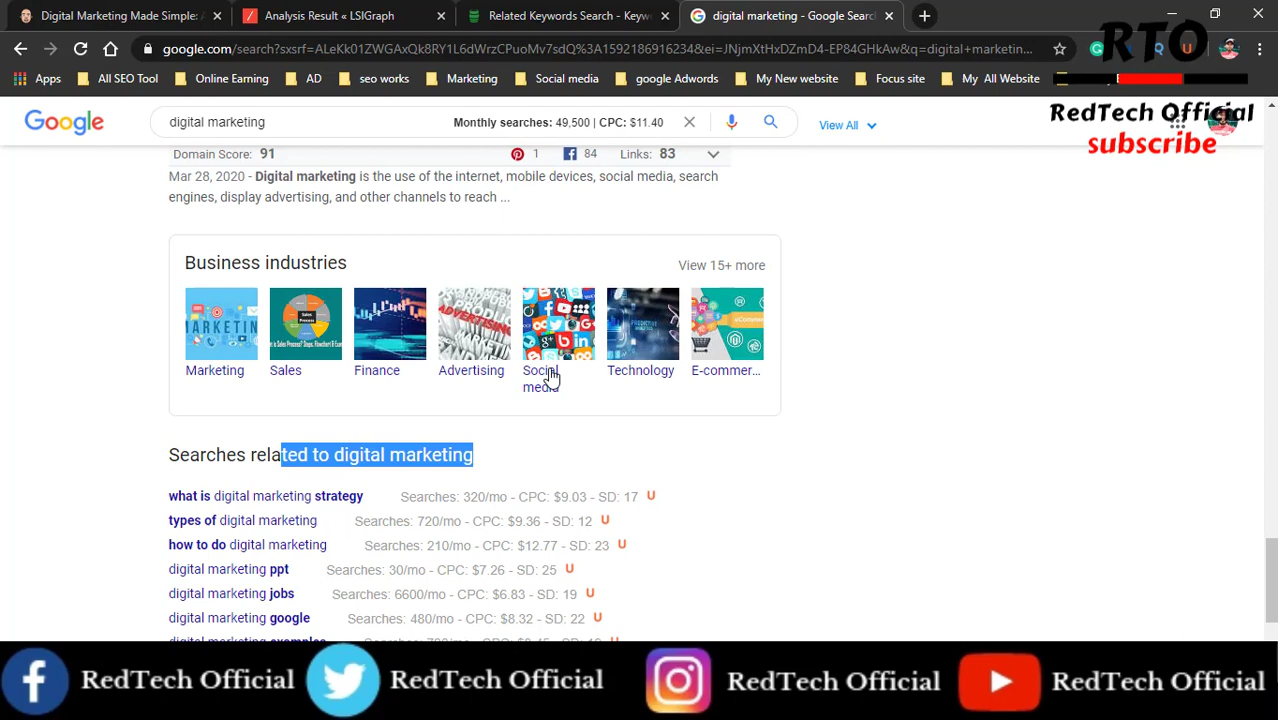 Digital Marketing Made Simple:
Analysis Result « LSIGraph
Related Keywords Search - Keyw
digital marketing - Google Searc
google.com/search?sxsrf=ALeKk01ZWGAxQk8RY1L6dWrzCPuoMv7sdQ%3A1592186916234&ei=JNjmXtHxDZmD4-EP84GHkAw&q=digital+marketin...
RTO
Apps
All SEO Tool
Online Earning
AD
seo works
Marketing
Social media
google Adwords
My New website
Focus site
My All Website
Google
digital marketing
Monthly searches: 49,500 | CPC: $11.40
View All
RedTech Official
subscribe
Domain Score: 91
1
84
Links: 83
Mar 28, 2020 - Digital marketing is the use of the internet, mobile devices, social media, search
engines, display advertising, and other channels to reach ...
Business industries
View 15+ more
Marketing
Sales
Finance
Advertising
Social
media
Technology
E-commer...
Searches related to digital marketing
what is digital marketing strategy Searches: 320/mo - CPC: $9.03 - SD: 17 U
types of digital marketing Searches: 720/mo - CPC: $9.36 - SD: 12 U
how to do digital marketing Searches: 210/mo - CPC: $12.77 - SD: 23 U
digital marketing ppt Searches: 30/mo - CPC: $7.26 - SD: 25 U
digital marketing jobs Searches: 6600/mo - CPC: $6.83 - SD: 19 U
digital marketing google Searches: 480/mo - CPC: $8.32 - SD: 22 U
RedTech Official
RedTech Official
RedTech Official
RedTech Official